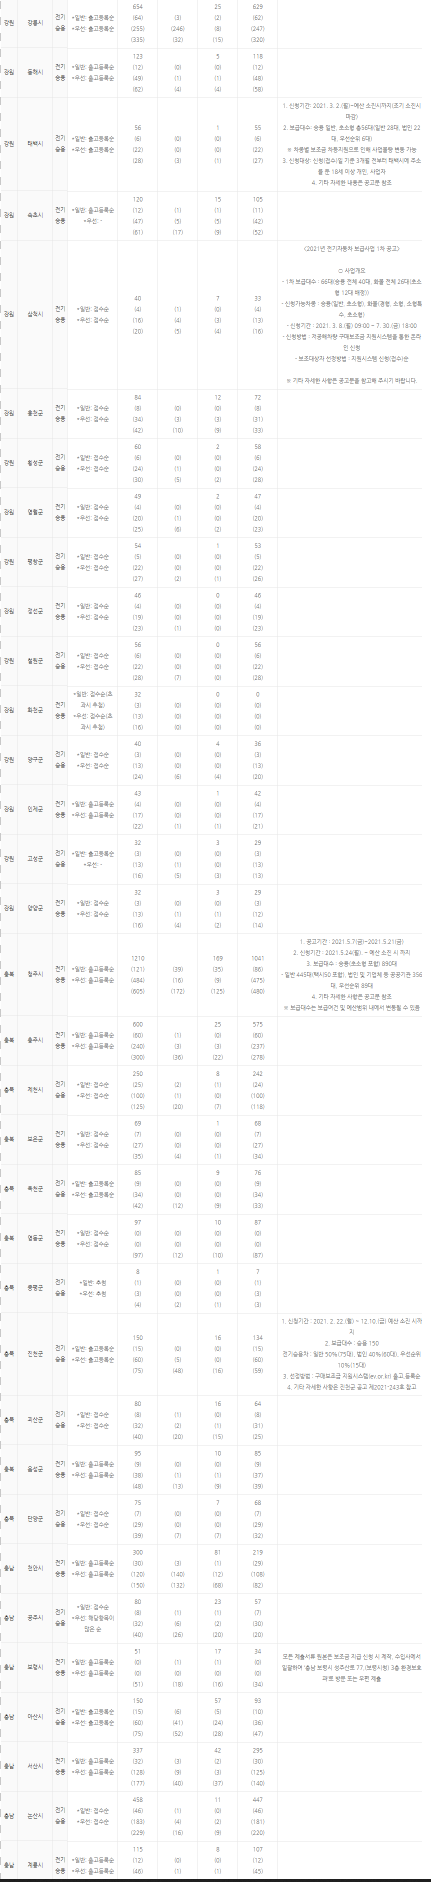 강원 강릉시 전기승용 *일반: 출고등록순 *우선: 출고등록순 654 (64) (255) (335) (3) (246) (32) 25 (2) (8) (15) 629 (62) (247) (320)
강원 동해시 전기승용 *일반: 출고등록순 *우선: 출고등록순 123 (12) (49) (62) (0) (1) (4) 5 (0) (1) (4) 118 (12) (48) (58)
강원 태백시 전기승용 *일반: 출고등록순 *우선: 출고등록순 56 (6) (22) (28) (0) (0) (3) 1 (0) (0) (1) 55 (6) (22) (27)
1. 신청기간: 2021. 3. 2.(월)~예산 소진시까지(조기 소진시 마감)
2. 보급대수: 승용 일반, 초소형 총56대(일반 28대, 법인 22대, 우선순위 6대)
※ 차종별 보조금 차등지원으로 인해 사업물량 변동 가능
3. 신청대상: 신청(접수)일 기준 3개월 전부터 태백시에 주소를 둔 18세 이상 개인, 사업자
4. 기타 자세한 내용은 공고문 참조
강원 속초시 전기승용 *일반: 출고등록순 *우선: - 120 (12) (47) (61) (1) (5) (17) 15 (1) (5) (9) 105 (11) (42) (52)
강원 삼척시 전기승용 *일반: 접수순 *우선: 접수순 40 (4) (16) (20) (1) (4) (5) 7 (0) (3) (4) 33 (4) (13) (16)
<2021년 전기자동차 보급사업 1차 공고>
○ 사업개요
- 1차 보급대수 : 66대(승용 전체 40대, 화물 전체 26대(초소형 12대 배정))
- 신청가능차종 : 승용(일반, 초소형), 화물(경형, 소형, 소형특수, 초소형)
- 신청기간 : 2021. 3. 8.(월) 09:00 ~ 7. 30.(금) 18:00
- 신청방법 : 저공해차량 구매보조금 지원시스템을 통한 온라인 신청
- 보조대상자 선정방법 : 지원시스템 신청(접수)순
※ 기타 자세한 사항은 공고문을 참고해 주시기 바랍니다.
강원 홍천군 전기승용 *일반: 접수순 *우선: 접수순 84 (8) (34) (42) (0) (3) (10) 12 (0) (3) (9) 72 (8) (31) (33)
강원 횡성군 전기승용 *일반: 접수순 *우선: 접수순 60 (6) (24) (30) (0) (1) (5) 2 (0) (0) (2) 58 (6) (24) (28)
강원 영월군 전기승용 *일반: 접수순 *우선: 접수순 49 (4) (20) (25) (0) (1) (6) 2 (0) (0) (2) 47 (4) (20) (23)
강원 평창군 전기승용 *일반: 접수순 *우선: 접수순 54 (5) (22) (27) (0) (0) (2) 1 (0) (0) (1) 53 (5) (22) (26)
강원 정선군 전기승용 *일반: 접수순 *우선: 접수순 46 (4) (19) (23) (0) (0) (1) 0 (0) (0) (0) 46 (4) (19) (23)
강원 철원군 전기승용 *일반: 접수순 *우선: 접수순 56 (6) (22) (28) (0) (0) (7) 0 (0) (0) (0) 56 (6) (22) (28)
강원 화천군 전기승용 *일반: 접수순(초과시 추첨) *우선: 접수순(초과시 추첨) 32 (3) (13) (16) (0) (0) (0) 0 (0) (0) (0) 0 (0) (0) (0)
강원 양구군 전기승용 *일반: 접수순 *우선: 접수순 40 (3) (13) (24) (0) (0) (6) 4 (0) (0) (4) 36 (3) (13) (20)
강원 인제군 전기승용 *일반: 출고등록순 *우선: 출고등록순 43 (4) (17) (22) (0) (0) (1) 1 (0) (0) (1) 42 (4) (17) (21)
강원 고성군 전기승용 *일반: 출고등록순 *우선: - 32 (3) (13) (16) (0) (1) (5) 3 (0) (0) (3) 29 (3) (13) (13)
강원 양양군 전기승용 *일반: 접수순 *우선: 접수순 32 (3) (13) (16) (0) (1) (4) 3 (0) (1) (2) 29 (3) (12) (14)
충북 청주시 전기승용 *일반: 출고등록순 *우선: 출고등록순 1210 (121) (484) (605) (39) (16) (172) 169 (35) (9) (125) 1041 (86) (475) (480)
1. 공고기간 : 2021.5.7(금)~2021.5.21(금)
2. 신청기간 : 2021.5.24(월). ~ 예산 소진 시 까지
3. 보급대수 : 승용(초소형 포함) 890대
- 일반 445대(택시50 포함), 법인 및 기업체 등·공공기관 356대, 우선순위 89대
4. 기타 자세한 사항은 공고문 참조
※ 보급대수는 보급여건 및 예산범위 내에서 변동될 수 있음
충북 충주시 전기승용 *일반: 출고등록순 *우선: 출고등록순 600 (60) (240) (300) (1) (3) (36) 25 (0) (3) (22) 575 (60) (237) (278)
충북 제천시 전기승용 *일반: 접수순 *우선: 접수순 250 (25) (100) (125) (2) (1) (20) 8 (1) (0) (7) 242 (24) (100) (118)
충북 보은군 전기승용 *일반: 접수순 *우선: 접수순 69 (7) (27) (35) (0) (0) (4) 1 (0) (0) (1) 68 (7) (27) (34)
충북 옥천군 전기승용 *일반: 출고등록순 *우선: 출고등록순 85 (9) (34) (42) (0) (0) (12) 9 (0) (0) (9) 76 (9) (34) (33)
충북 영동군 전기승용 *일반: 접수순 *우선: 접수순 97 (0) (0) (97) (0) (0) (12) 10 (0) (0) (10) 87 (0) (0) (87)
충북 증평군 전기승용 *일반: 추첨 *우선: 추첨 8 (1) (3) (4) (0) (0) (2) 1 (0) (0) (1) 7 (1) (3) (3)
충북 진천군 전기승용 *일반: 출고등록순 *우선: 출고등록순 150 (15) (60) (75) (0) (5) (48) 16 (0) (0) (16) 134 (15) (60) (59)
1. 신청기간 : 2021. 2. 22.(월) ~ 12.10.(금) 예산 소진 시까지
2. 보급대수 : 승용 150
전기승용차 : 일반 50%(75대), 법인 40%(60대), 우선순위 10%(15대)
3. 선정방법 : 구매보조금 지원시스템(ev.or.kr) 출고,등록순
4. 기타 자세한 사항은 진천군 공고 제2021-243호 참고
충북 괴산군 전기승용 *일반: 접수순 *우선: 접수순 80 (8) (32) (40) (1) (2) (20) 16 (0) (1) (15) 64 (8) (31) (25)
충북 음성군 전기승용 *일반: 출고등록순 *우선: 출고등록순 95 (9) (38) (48) (0) (1) (13) 10 (0) (1) (9) 85 (9) (37) (39)
충북 단양군 전기승용 *일반: 접수순 *우선: 접수순 75 (7) (29) (39) (0) (0) (7) 7 (0) (0) (7) 68 (7) (29) (32)
충남 천안시 전기승용 *일반: 출고등록순 *우선: 출고등록순 300 (30) (120) (150) (3) (140) (132) 81 (1) (12) (68) 219 (29) (108) (82)
충남 공주시 전기승용 *일반: 접수순 *우선: 해당항목이 많은 순 80 (8) (32) (40) (1) (6) (26) 23 (1) (2) (20) 57 (7) (30) (20)
충남 보령시 전기승용 *일반: 출고등록순 *우선: 출고등록순 51 (0) (0) (51) (1) (0) (18) 17 (1) (0) (16) 34 (0) (0) (34)
충남 아산시 전기승용 *일반: 출고등록순 *우선: 출고등록순 150 (15) (60) (75) (6) (41) (52) 57 (5) (24) (28) 93 (10) (36) (47)
충남 서산시 전기승용 *일반: 출고등록순 *우선: 출고등록순 337 (32) (128) (177) (3) (9) (40) 42 (2) (3) (37) 295 (30) (125) (140)
충남 논산시 전기승용 *일반: 접수순 *우선: 접수순 458 (46) (183) (229) (1) (4) (16) 11 (0) (2) (9) 447 (46) (181) (220)
충남 계룡시 전기승용 *일반: 출고등록순 *우선: 출고등록순 115 (12) (46) (0) (1) 8 (0) (1) 107 (12) (45)